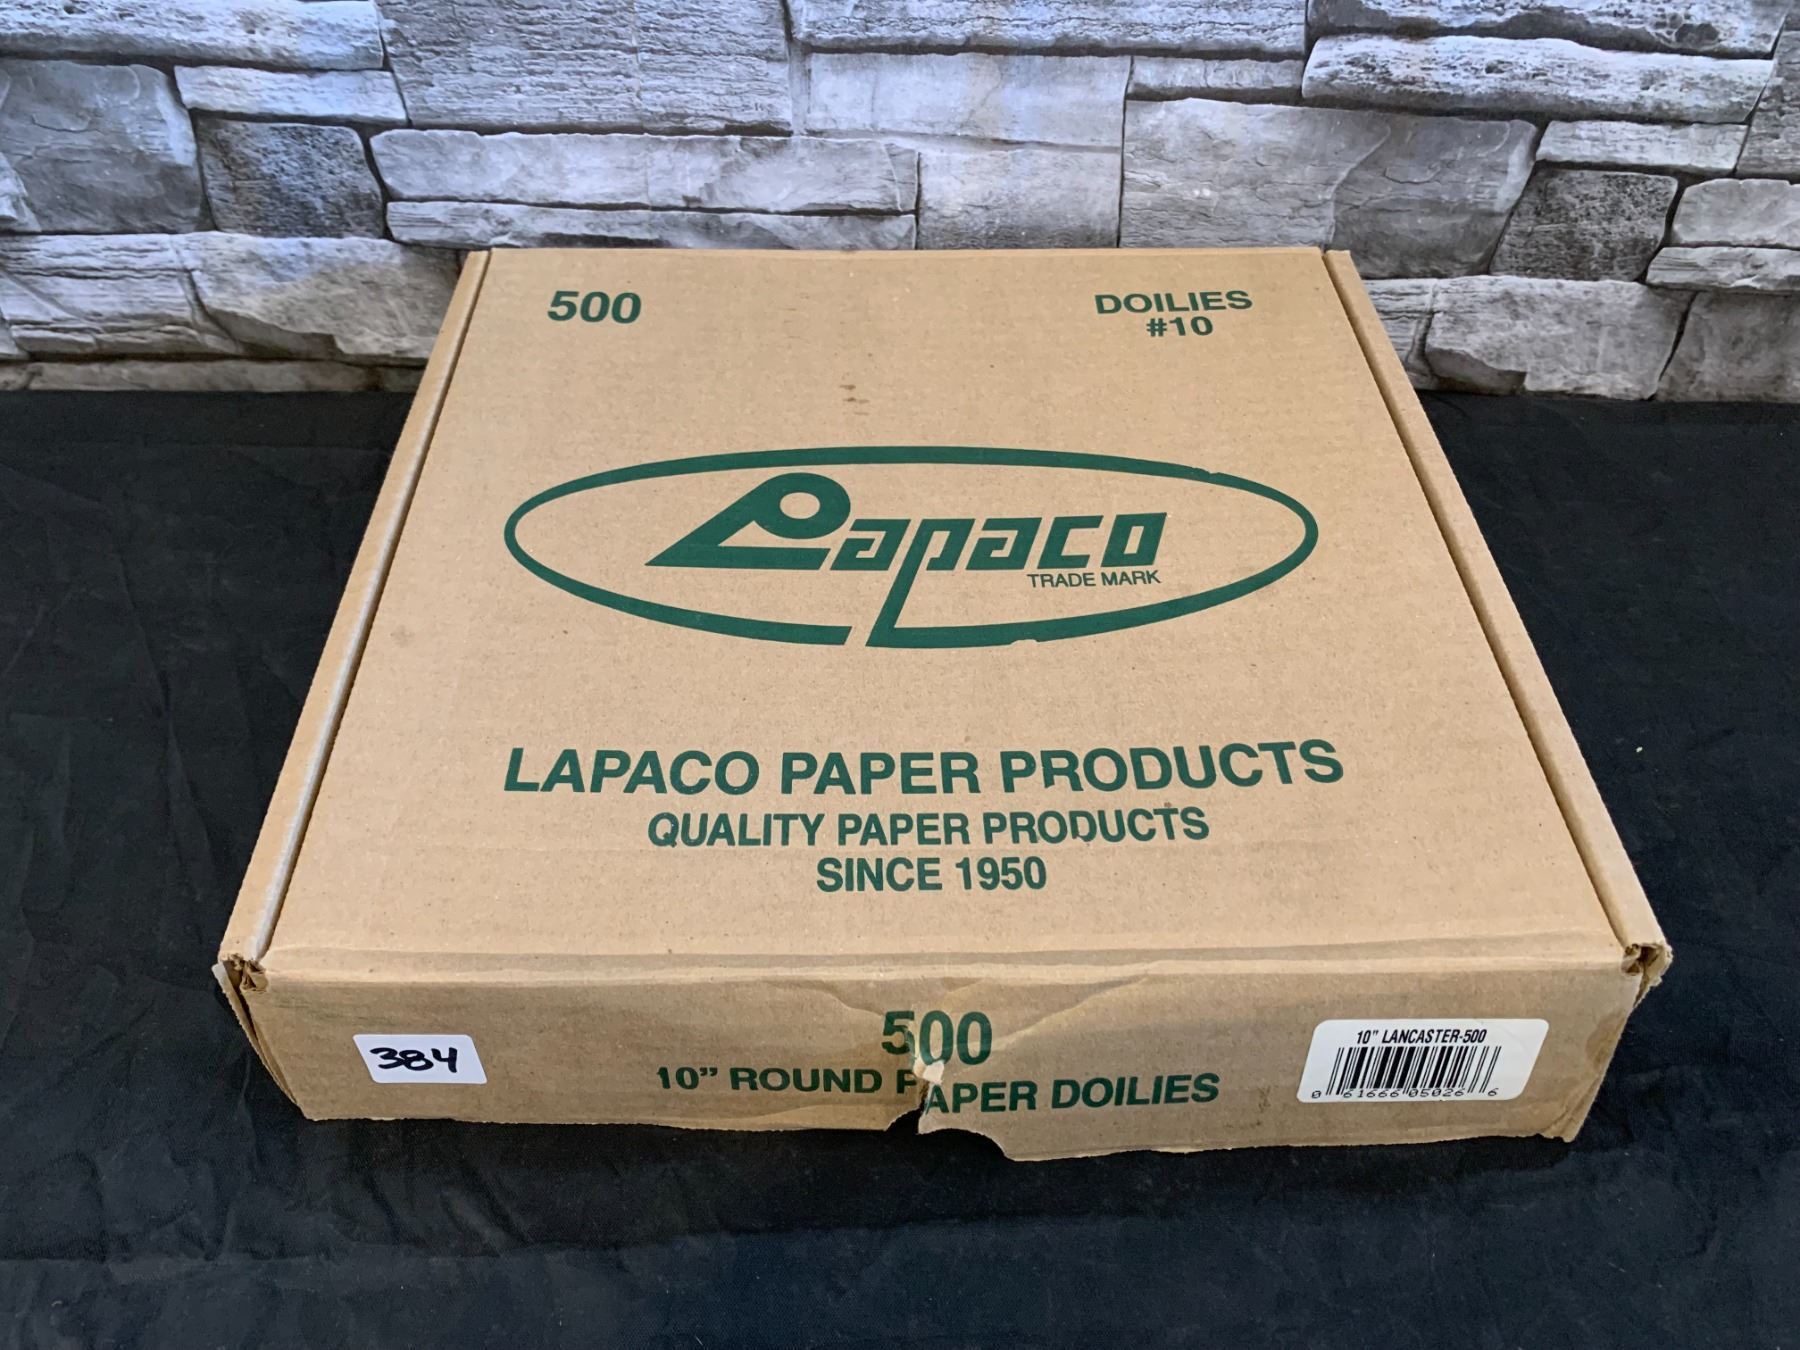 500
DOILIES
#10
Lapaco
TRADE MARK
LAPACO PAPER PRODUCTS
QUALITY PAPER PRODUCTS
SINCE 1950
500
10" ROUND PAPER DOILIES
384
10" LANCASTER-500
0 61666 05026 6